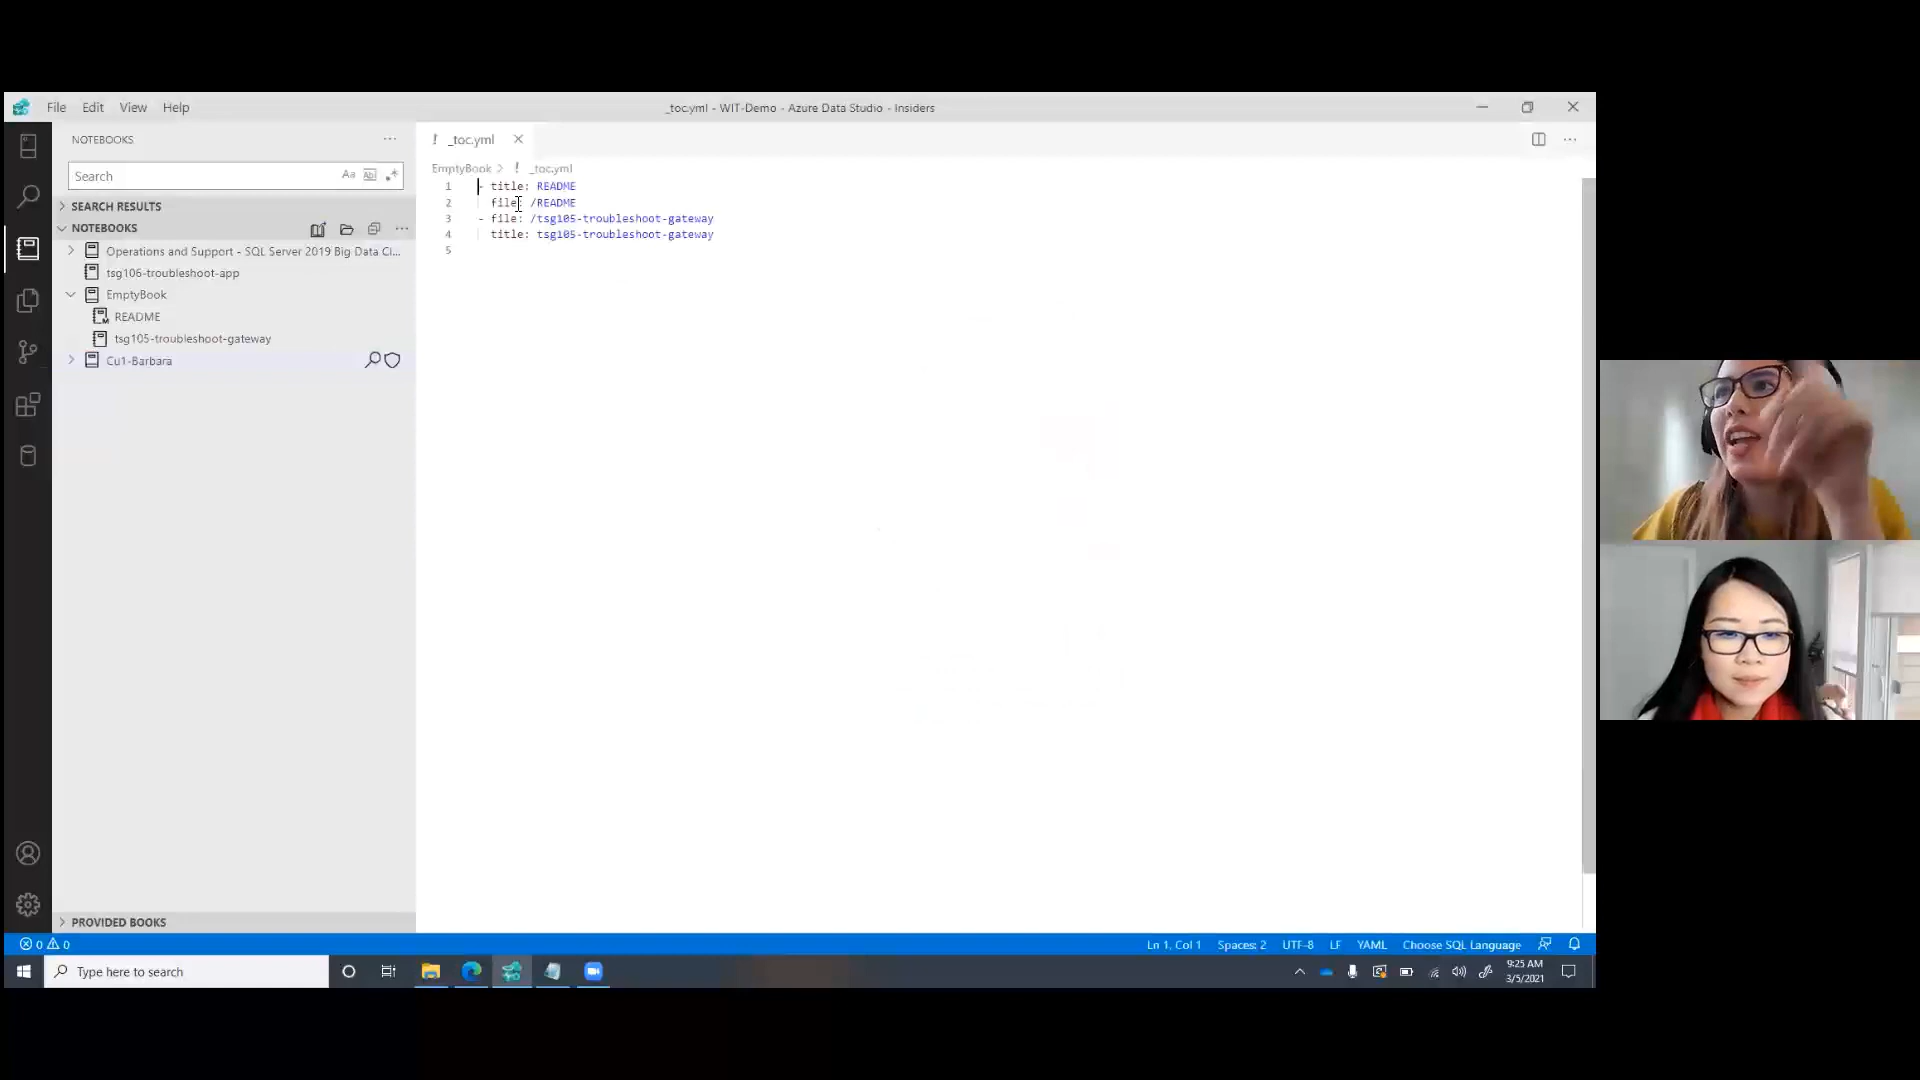 File Edit View Help
_toc.yml - WIT-Demo - Azure Data Studio - Insiders
NOTEBOOKS
Search
Aa Abl
SEARCH RESULTS
NOTEBOOKS
Operations and Support - SQL Server 2019 Big Data Cl...
tsg106-troubleshoot-app
EmptyBook
README
tsg105-troubleshoot-gateway
Cu1-Barbara
PROVIDED BOOKS
! _toc.yml
EmptyBook > ! _toc.yml
1 - title: README
2 file: /README
3 - file: /tsg105-troubleshoot-gateway
4 title: tsg105-troubleshoot-gateway
5
0 0
Ln 1, Col 1 Spaces: 2 UTF-8 LF YAML Choose SQL Language
Type here to search
9:25 AM
3/5/2021